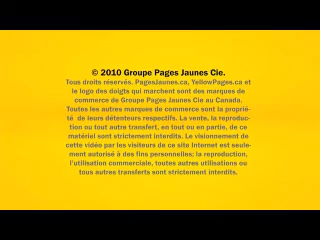 © 2010 Groupe Pages Jaunes Cie.
Tous droits réservés. PagesJaunes.ca, YellowPages.ca et
le logo des doigts qui marchent sont des marques de
commerce de Groupe Pages Jaunes Cie au Canada.
Toutes les autres marques de commerce sont la proprié-
té de leurs détenteurs respectifs. La vente, la reproduc-
tion ou tout autre transfert, en tout ou en partie, de ce
matériel sont strictement interdits. Le visionnement de
cette vidéo par les visiteurs de ce site Internet est seule-
ment autorisé à des fins personnelles; la reproduction,
l'utilisation commerciale, toutes autres utilisations ou
tous autres transferts sont strictement interdits.